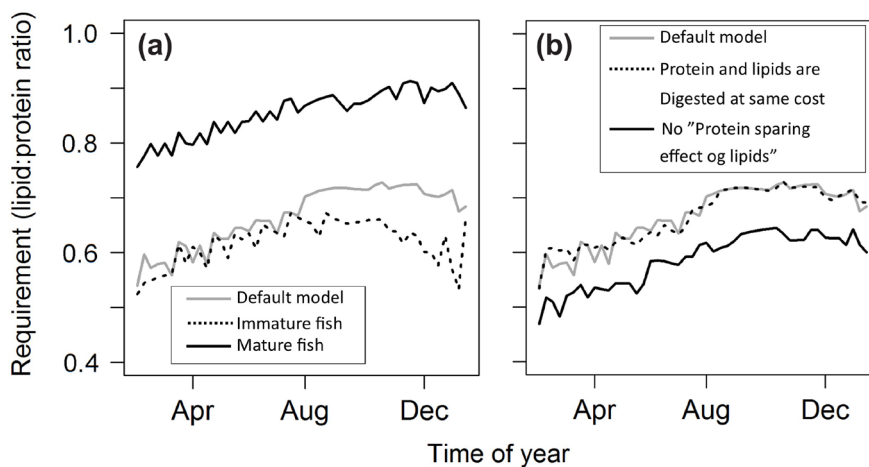 Requirement (lipid:protein ratio)
1.0
0.8
0.6
0.4
(a)
Default model
Immature fish
Mature fish
Apr
Aug
Dec
(b)
Default model
Protein and lipids are
Digested at same cost
No ”Protein sparing
effect og lipids”
Apr
Aug
Dec
Time of year